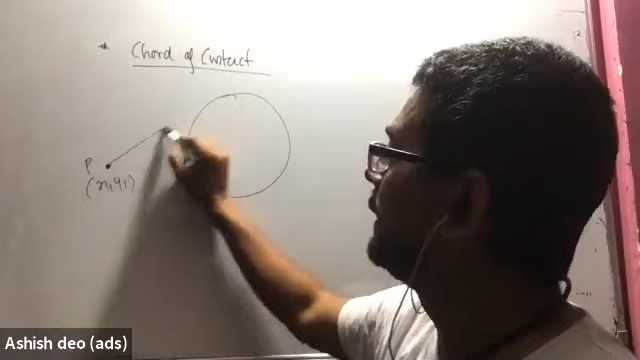 * Chord of Contact
P
(x1, y1)
Ashish deo (ads)